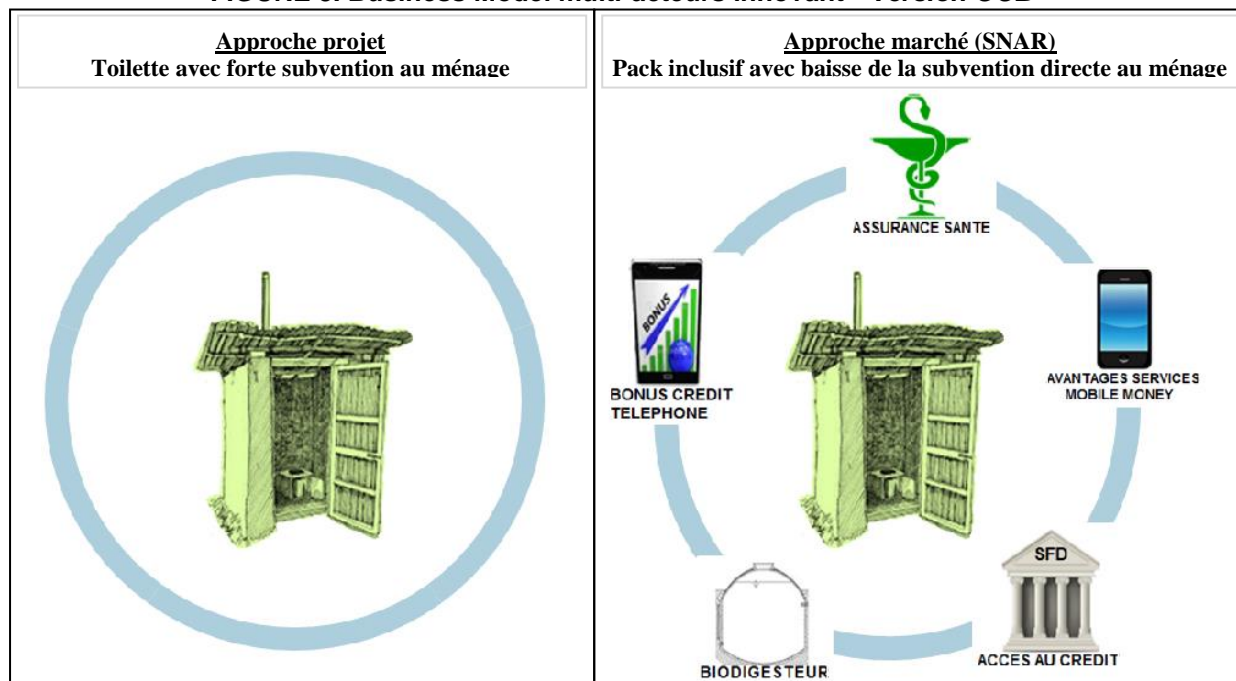 Approche projet
Toilette avec forte subvention au ménage
Approche marché (SNAR)
Pack inclusif avec baisse de la subvention directe au ménage
ASSURANCE SANTE
BONUS
BONUS CREDIT
TELEPHONE
AVANTAGES SERVICES
MOBILE MONEY
SFD
ACCES AU CREDIT
BIODIGESTEUR